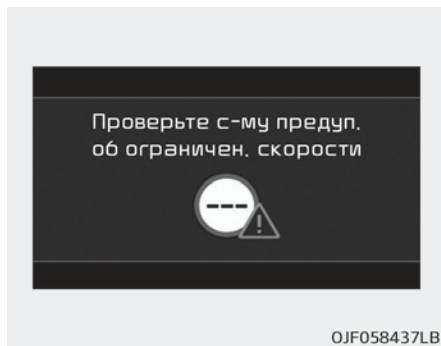 Проверьте с-му предуп.
об ограничен. скорости
---
OJF058437LB